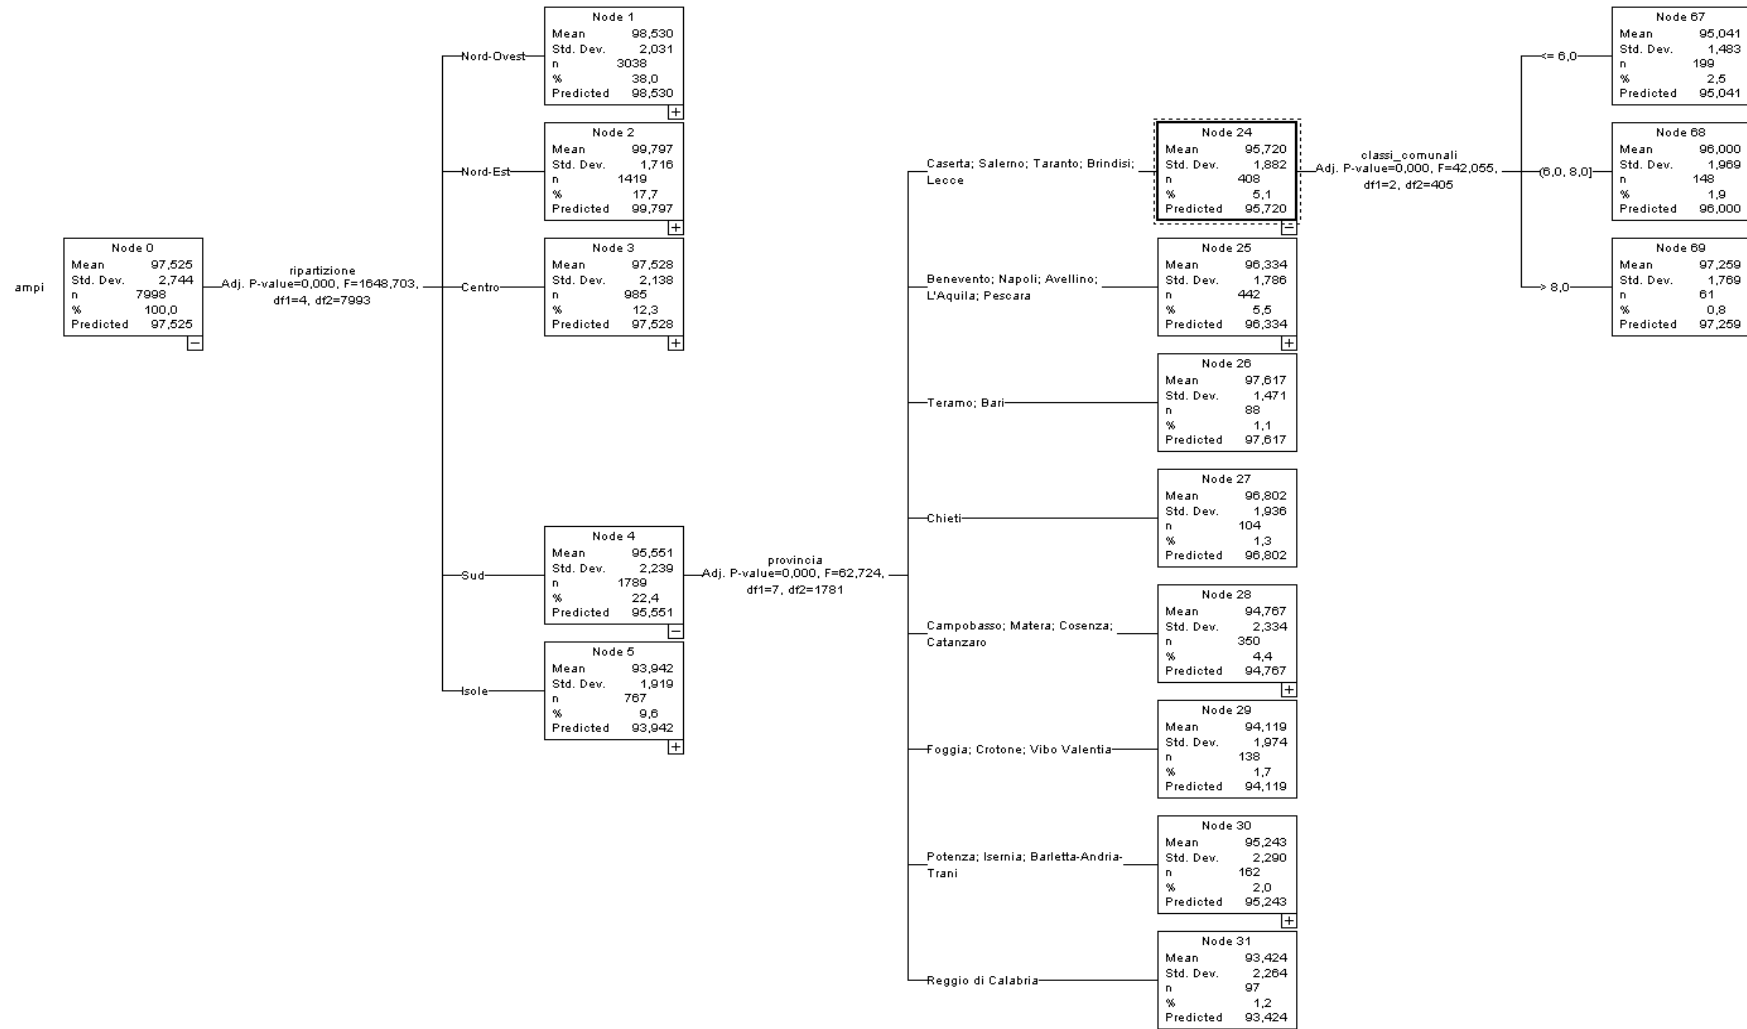 ampi
Node 0
Mean 97,525
Std. Dev. 2,744
n 7998
% 100,0
Predicted 97,525
ripartizione
Adj. P-value=0,000, F=1648,703,
df1=4, df2=7993
Nord-Ovest
Node 1
Mean 98,530
Std. Dev. 2,031
n 3038
% 38,0
Predicted 98,530
Nord-Est
Node 2
Mean 99,797
Std. Dev. 1,716
n 1419
% 17,7
Predicted 99,797
Centro
Node 3
Mean 97,528
Std. Dev. 2,138
n 985
% 12,3
Predicted 97,528
Sud
Node 4
Mean 95,551
Std. Dev. 2,239
n 1789
% 22,4
Predicted 95,551
Isole
Node 5
Mean 93,942
Std. Dev. 1,919
n 767
% 9,6
Predicted 93,942
provincia
Adj. P-value=0,000, F=62,724,
df1=7, df2=1781
Caserta; Salerno; Taranto; Brindisi;
Lecce
Node 24
Mean 95,720
Std. Dev. 1,882
n 408
% 5,1
Predicted 95,720
Benevento; Napoli; Avellino;
L'Aquila; Pescara
Node 25
Mean 96,334
Std. Dev. 1,786
n 442
% 5,5
Predicted 96,334
Teramo; Bari
Node 26
Mean 97,617
Std. Dev. 1,471
n 88
% 1,1
Predicted 97,617
Chieti
Node 27
Mean 96,802
Std. Dev. 1,936
n 104
% 1,3
Predicted 96,802
Campobasso; Matera; Cosenza;
Catanzaro
Node 28
Mean 94,767
Std. Dev. 2,334
n 350
% 4,4
Predicted 94,767
Foggia; Crotone; Vibo Valentia
Node 29
Mean 94,119
Std. Dev. 1,974
n 138
% 1,7
Predicted 94,119
Potenza; Isernia; Barletta-Andria-
Trani
Node 30
Mean 95,243
Std. Dev. 2,290
n 162
% 2,0
Predicted 95,243
Reggio di Calabria
Node 31
Mean 93,424
Std. Dev. 2,264
n 97
% 1,2
Predicted 93,424
classi_comunali
Adj. P-value=0,000, F=42,055,
df1=2, df2=405
<= 6,0
Node 67
Mean 95,041
Std. Dev. 1,483
n 199
% 2,5
Predicted 95,041
(6,0, 8,0]
Node 68
Mean 96,000
Std. Dev. 1,969
n 148
% 1,9
Predicted 96,000
> 8,0
Node 69
Mean 97,259
Std. Dev. 1,769
n 61
% 0,8
Predicted 97,259